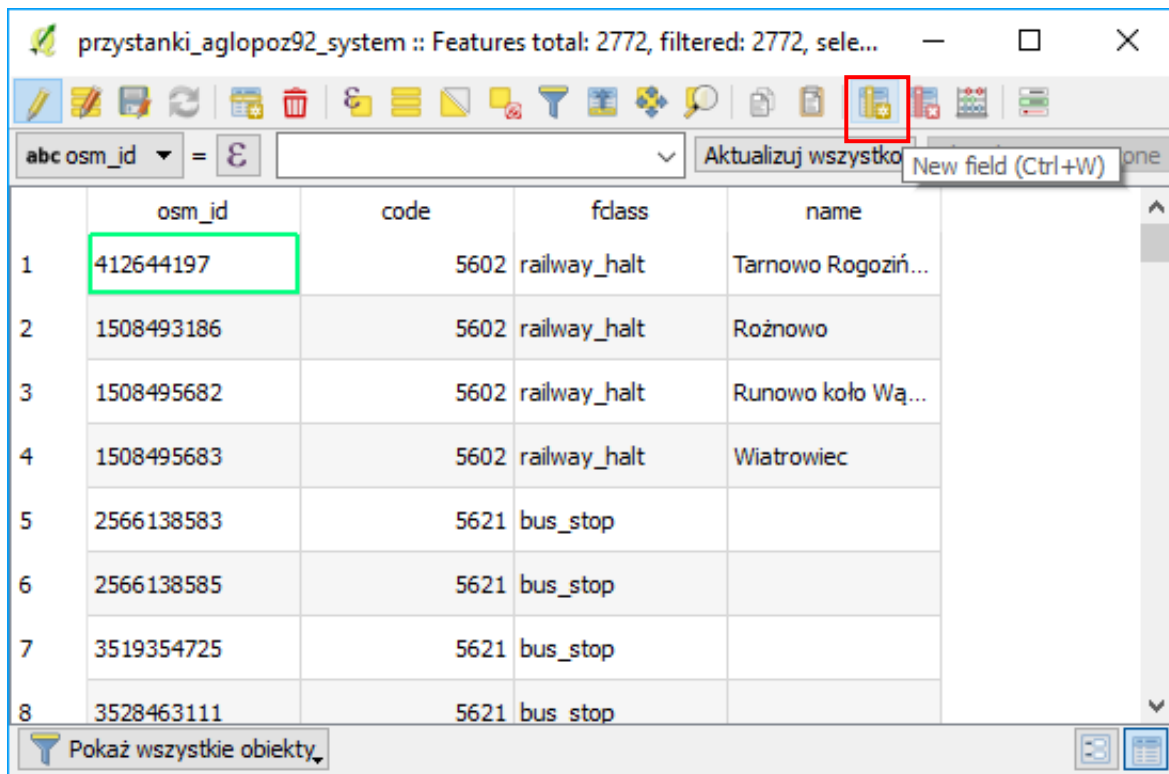 przystanki_aglopoz92_system :: Features total: 2772, filtered: 2772, sele...
abc osm_id = ε Aktualizuj wszystko one
New field (Ctrl+W)
osm_id code fclass name
1 412644197 5602 railway_halt Tarnowo Rogoziń...
2 1508493186 5602 railway_halt Rożnowo
3 1508495682 5602 railway_halt Runowo koło Wą...
4 1508495683 5602 railway_halt Wiatrowiec
5 2566138583 5621 bus_stop
6 2566138585 5621 bus_stop
7 3519354725 5621 bus_stop
8 3528463111 5621 bus_stop
Pokaż wszystkie obiekty